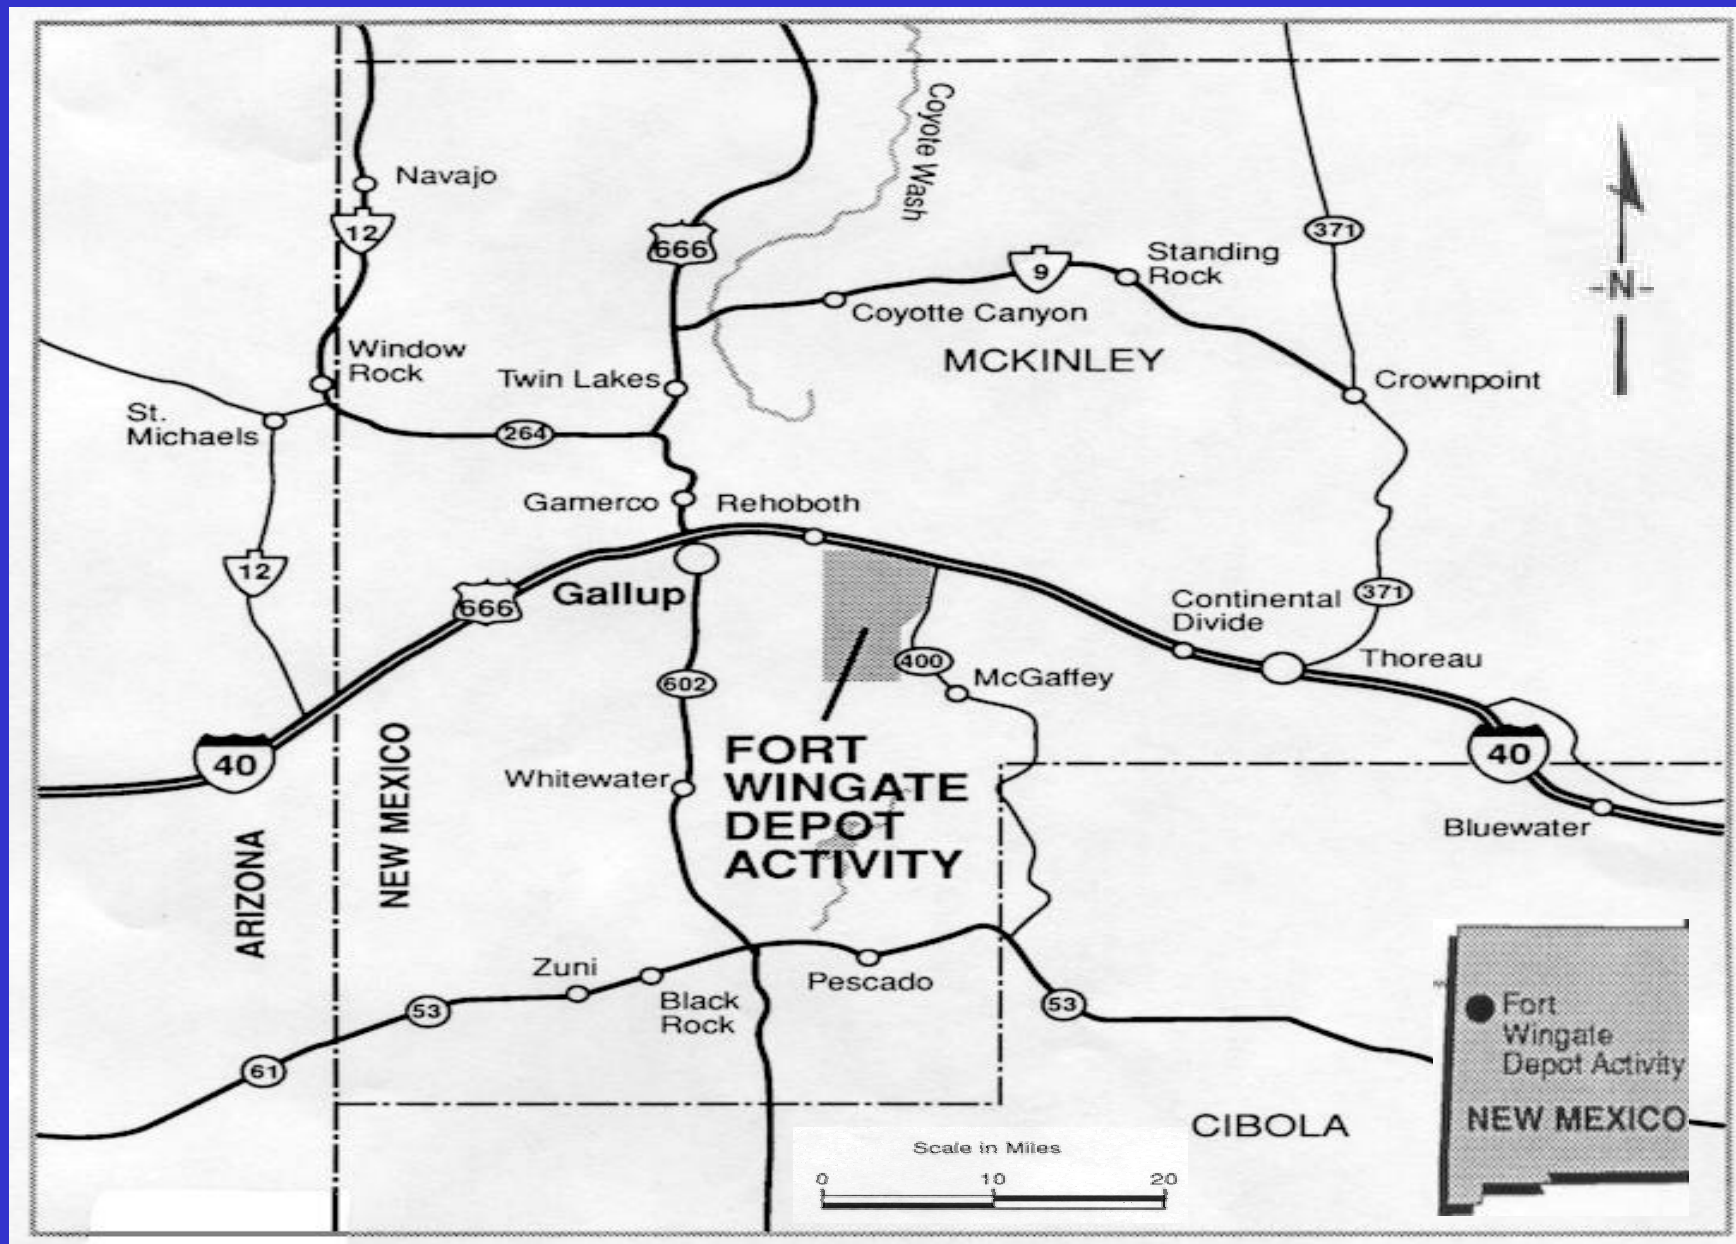 Navajo
12
666
Coyote Wash
371
Standing
Rock
9
-N-
Coyotte Canyon
Window
Rock
MCKINLEY
Twin Lakes
Crownpoint
St.
Michaels
264
Gamerco
Rehoboth
12
666
Gallup
Continental
Divide
371
400
Thoreau
602
McGaffey
FORT
WINGATE
DEPOT
ACTIVITY
40
NEW MEXICO
Whitewater
40
Bluewater
ARIZONA
Zuni
Black
Rock
Pescado
53
53
61
Fort
Wingate
Depot Activity
NEW MEXICO
CIBOLA
Scale in Miles
0 10 20